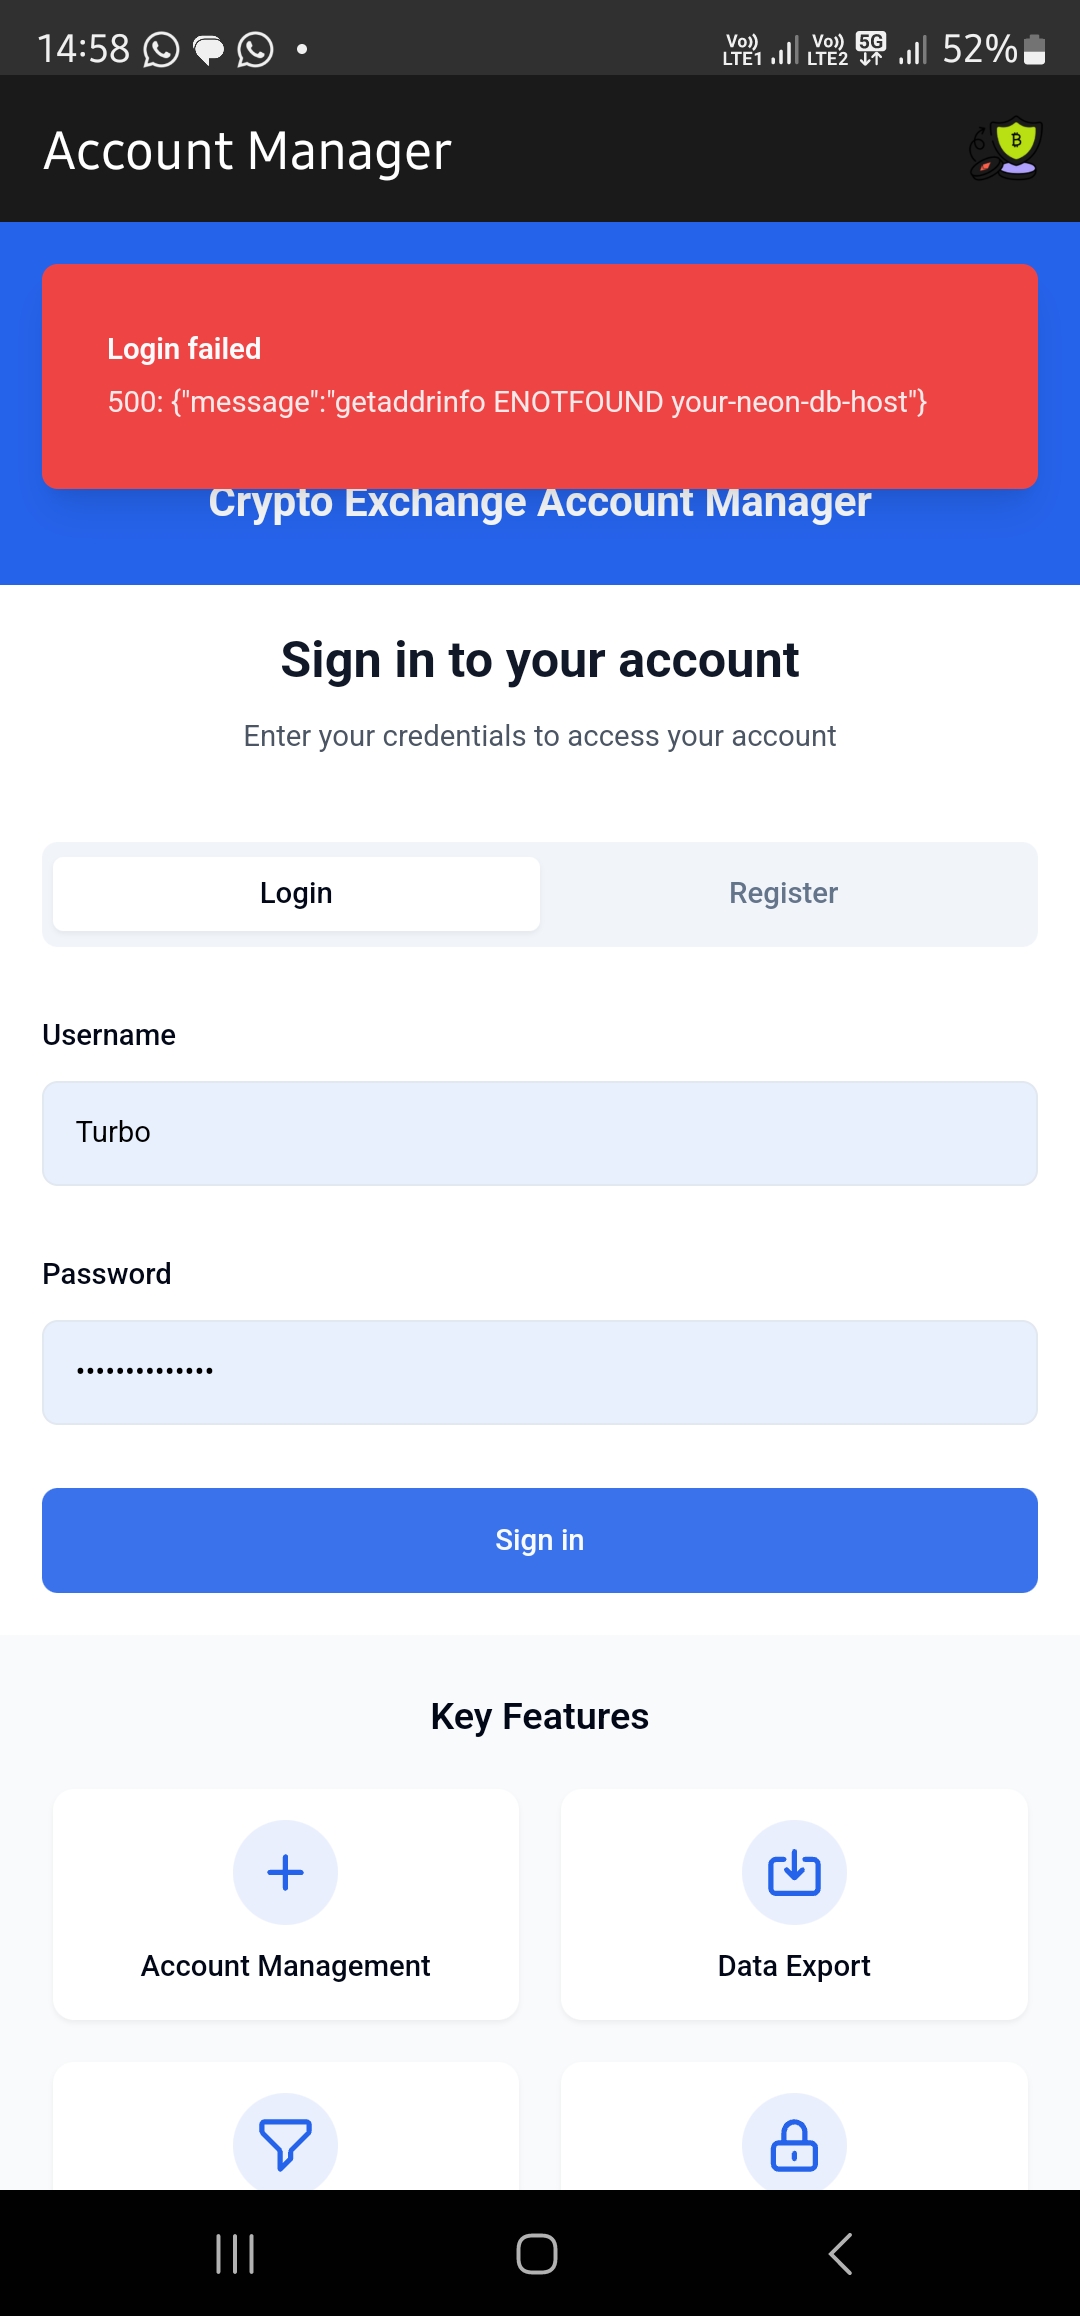 14:58
Vo)) LTE1 Vo)) LTE2 5G 52%
Account Manager
Login failed
500: {"message":"getaddrinfo ENOTFOUND your-neon-db-host"}
Crypto Exchange Account Manager
Sign in to your account
Enter your credentials to access your account
Login
Register
Username
Turbo
Password
••••••••••••••
Sign in
Key Features
Account Management
Data Export